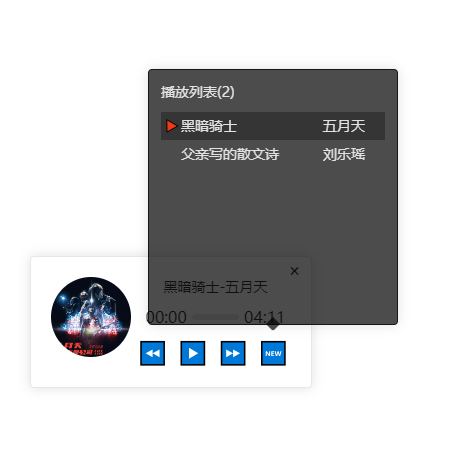 播放列表(2)
黑暗骑士 五月天
父亲写的散文诗 刘乐瑶
×
黑暗骑士-五月天
00:00 04:11
NEW